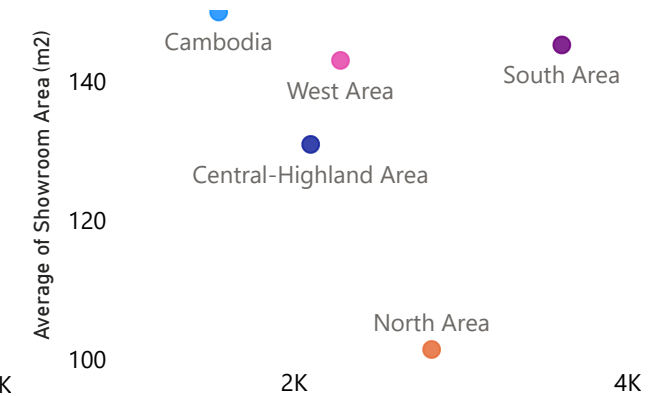 Average of Showroom Area (m2)
Cambodia
140
West Area
South Area
Central-Highland Area
120
North Area
100
K
2K
4K